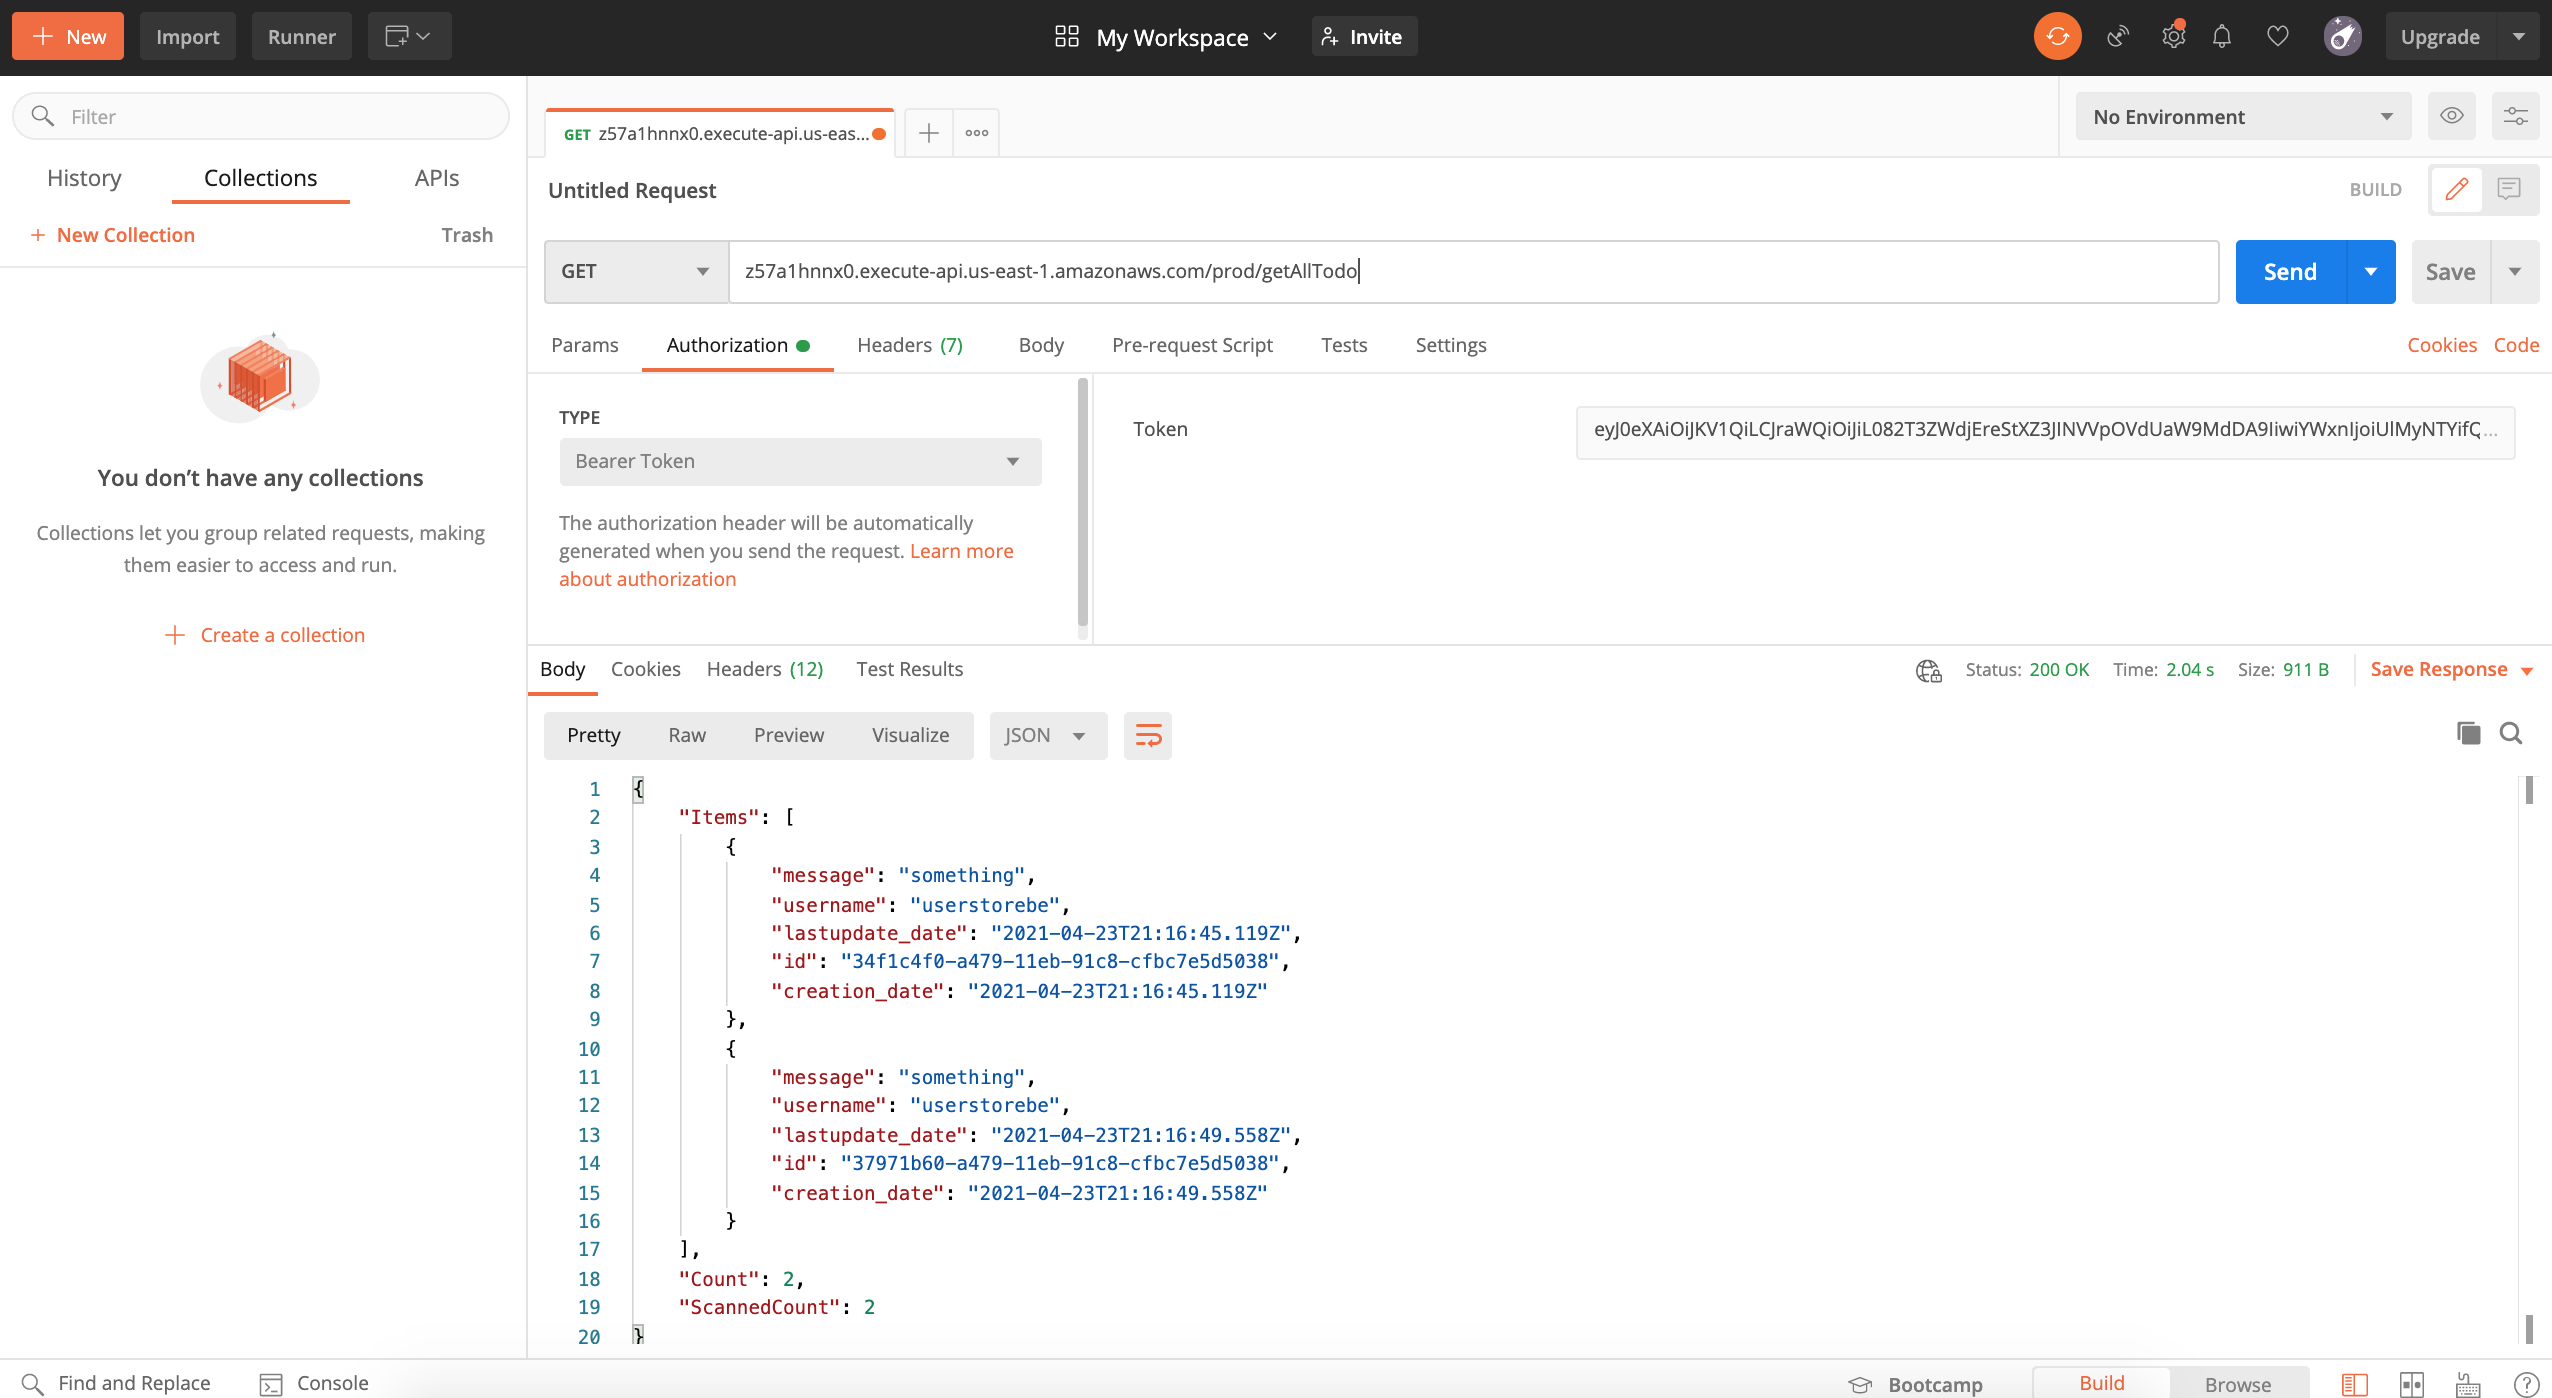 New
Import
Runner
My Workspace
Invite
Upgrade
Filter
History
Collections
APIs
+ New Collection
Trash
You don't have any collections
Collections let you group related requests, making
them easier to access and run.
+ Create a collection
GET z57a1hnnx0.execute-api.us-eas...
No Environment
Untitled Request
BUILD
GET
z57a1hnnx0.execute-api.us-east-1.amazonaws.com/prod/getAllTodo
Send
Save
Params
Authorization
Headers (7)
Body
Pre-request Script
Tests
Settings
Cookies
Code
TYPE
Bearer Token
The authorization header will be automatically
generated when you send the request. Learn more
about authorization
Token
Body
Cookies
Headers (12)
Test Results
Status: 200 OK
Time: 2.04 s
Size: 911 B
Save Response
Pretty
Raw
Preview
Visualize
JSON
1 {
2 "Items": [
3 {
4 "message": "something",
5 "username": "userstorebe",
6 "lastupdate_date": "2021-04-23T21:16:45.119Z",
7 "id": "34f1c4f0-a479-11eb-91c8-cfbc7e5d5038",
8 "creation_date": "2021-04-23T21:16:45.119Z"
9 },
10 {
11 "message": "something",
12 "username": "userstorebe",
13 "lastupdate_date": "2021-04-23T21:16:49.558Z",
14 "id": "37971b60-a479-11eb-91c8-cfbc7e5d5038",
15 "creation_date": "2021-04-23T21:16:49.558Z"
16 }
17 ],
18 "Count": 2,
19 "ScannedCount": 2
20 }
Find and Replace
Console
Bootcamp
Build
Browse